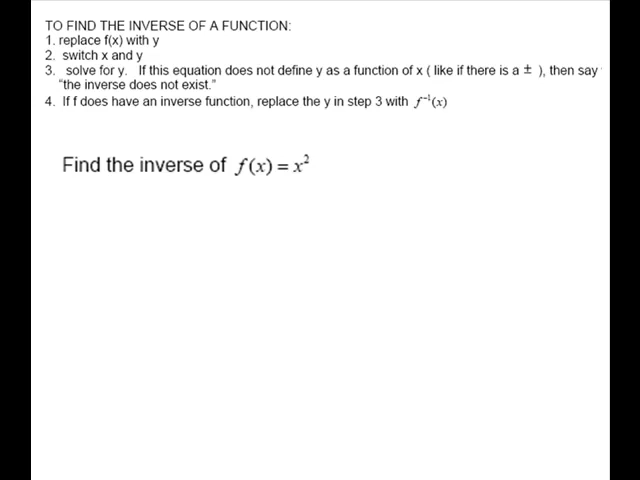 TO FIND THE INVERSE OF A FUNCTION:
1. replace f(x) with y
2. switch x and y
3. solve for y. If this equation does not define y as a function of x ( like if there is a ± ), then say
"the inverse does not exist."
4. If f does have an inverse function, replace the y in step 3 with f⁻¹(x)
Find the inverse of f(x) = x²